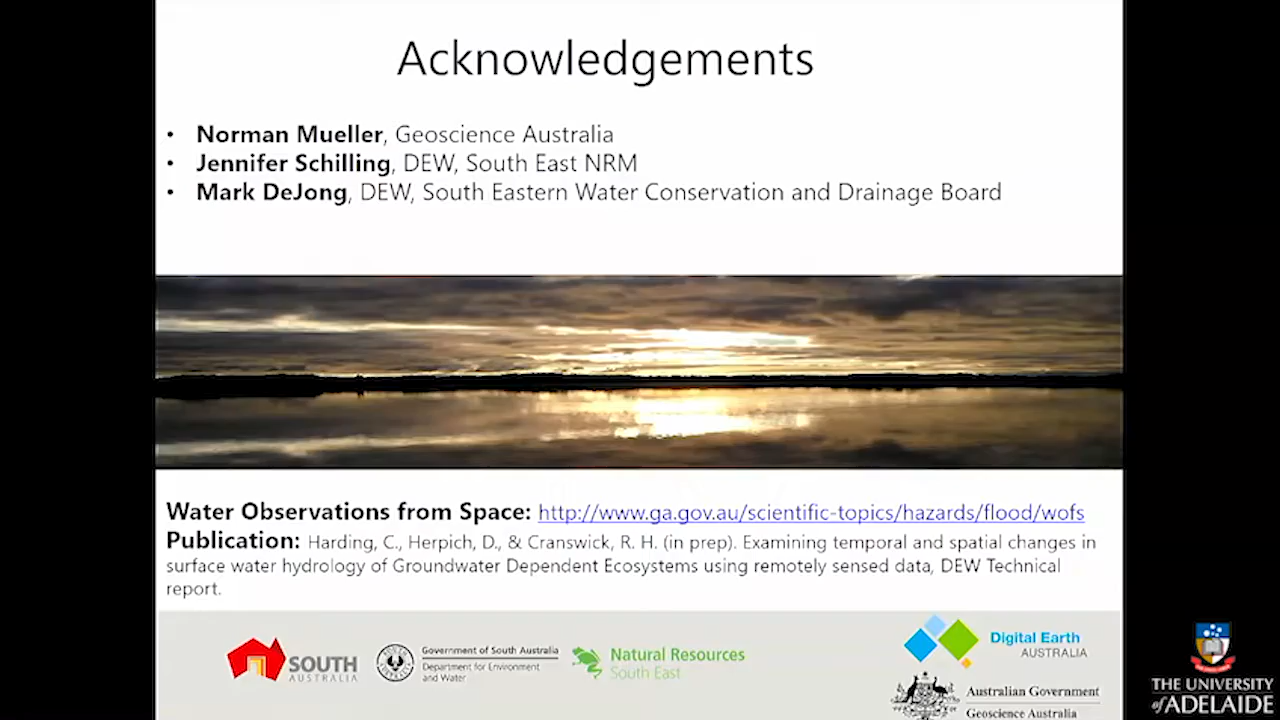 Acknowledgements
• Norman Mueller, Geoscience Australia
• Jennifer Schilling, DEW, South East NRM
• Mark DeJong, DEW, South Eastern Water Conservation and Drainage Board
Water Observations from Space: http://www.ga.gov.au/scientific-topics/hazards/flood/wofs
Publication: Harding, C., Herpich, D., & Cranswick, R. H. (in prep). Examining temporal and spatial changes in
surface water hydrology of Groundwater Dependent Ecosystems using remotely sensed data, DEW Technical
report.
SOUTH
AUSTRALIA
Government of South Australia
Department for Environment
and Water
Natural Resources
South East
Digital Earth
AUSTRALIA
Australian Government
Geoscience Australia
THE UNIVERSITY
of ADELAIDE